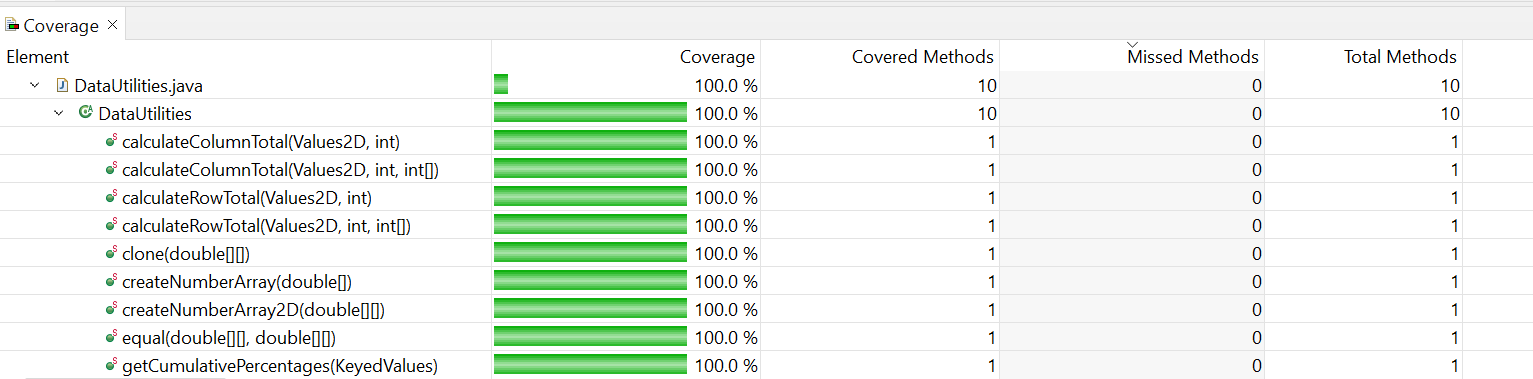 Coverage
Element Coverage Covered Methods Missed Methods Total Methods
DataUtilities.java 100.0 % 10 0 10
DataUtilities 100.0 % 10 0 10
calculateColumnTotal(Values2D, int) 100.0 % 1 0 1
calculateColumnTotal(Values2D, int, int[]) 100.0 % 1 0 1
calculateRowTotal(Values2D, int) 100.0 % 1 0 1
calculateRowTotal(Values2D, int, int[]) 100.0 % 1 0 1
clone(double[][]) 100.0 % 1 0 1
createNumberArray(double[]) 100.0 % 1 0 1
createNumberArray2D(double[][]) 100.0 % 1 0 1
equal(double[][], double[][]) 100.0 % 1 0 1
getCumulativePercentages(KeyedValues) 100.0 % 1 0 1